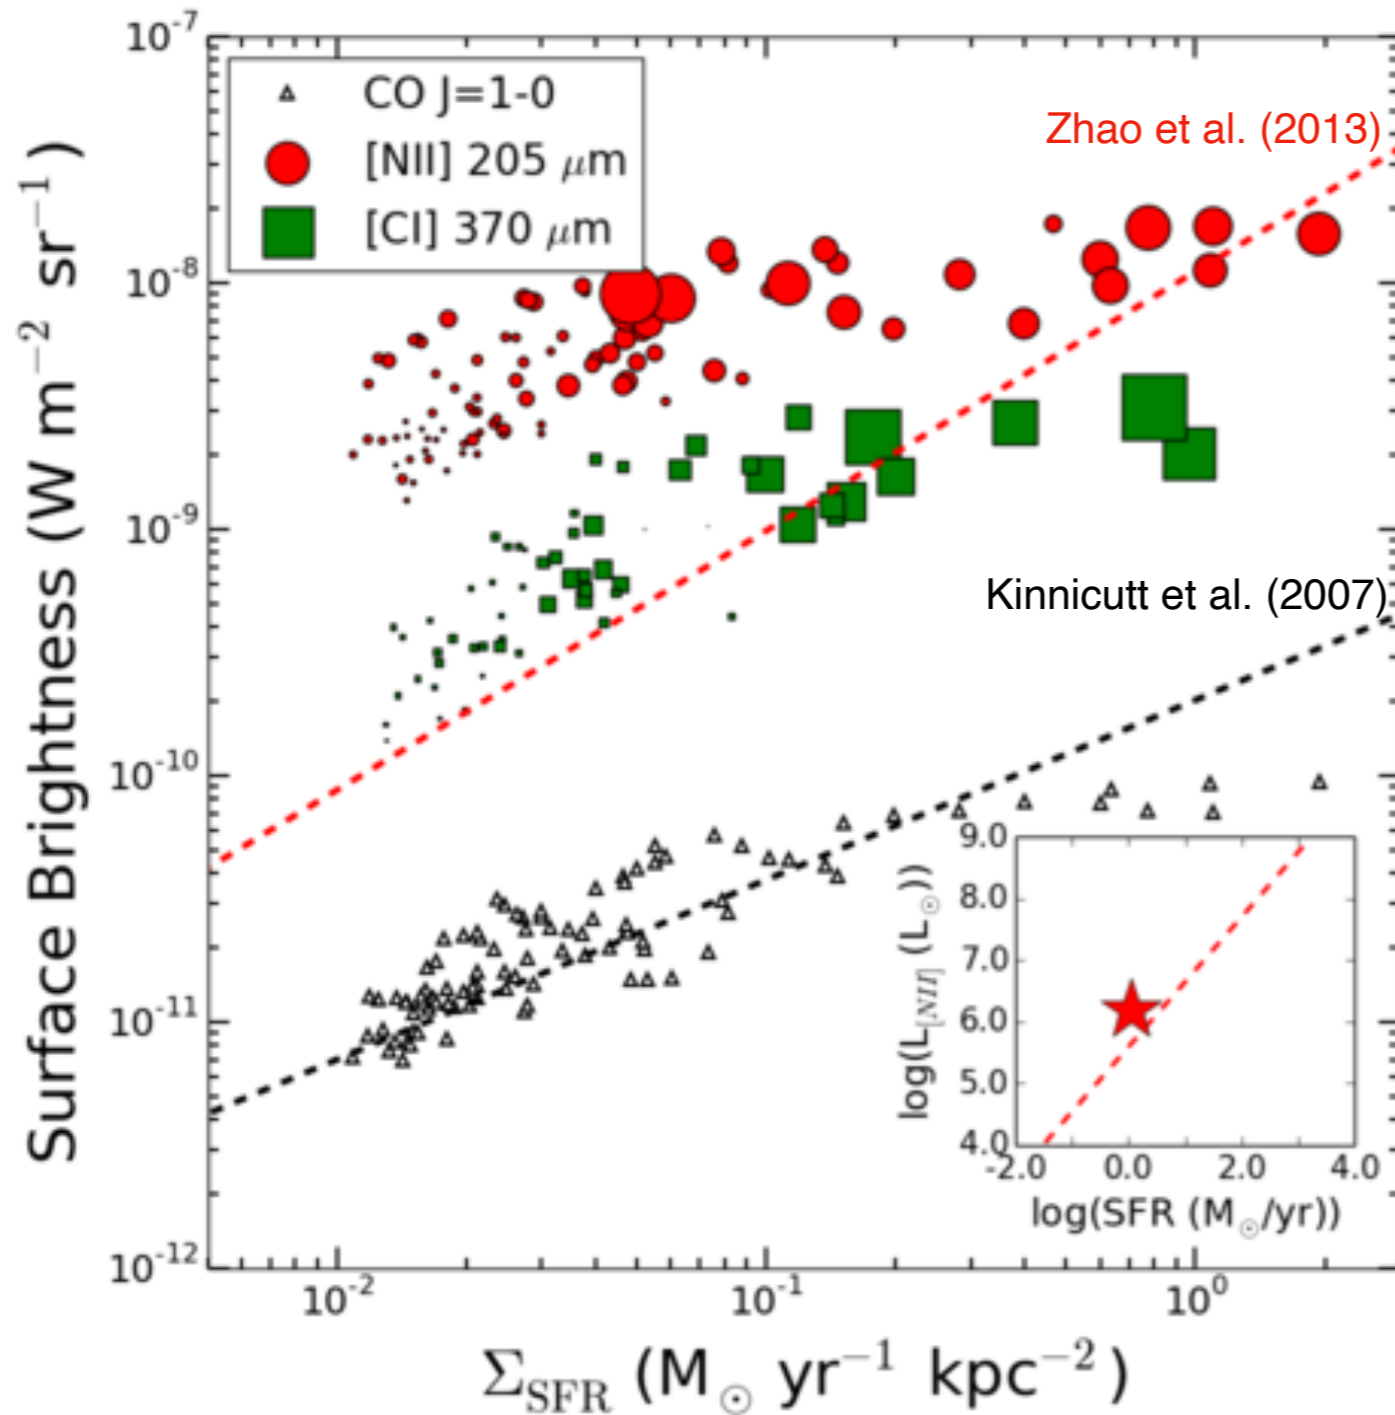 10⁻⁷
10⁻⁸
10⁻⁹
10⁻¹⁰
10⁻¹¹
10⁻¹²
Surface Brightness (W m⁻² sr⁻¹)
CO J=1-0
[NII] 205 μm
[CI] 370 μm
Zhao et al. (2013)
Kinnicutt et al. (2007)
9.0
8.0
7.0
6.0
5.0
4.0
log(L[NII] (L⊙))
-2.0 0.0 2.0 4.0
log(SFR (M⊙/yr))
10⁻² 10⁻¹ 10⁰
ΣSFR (M⊙ yr⁻¹ kpc⁻²)